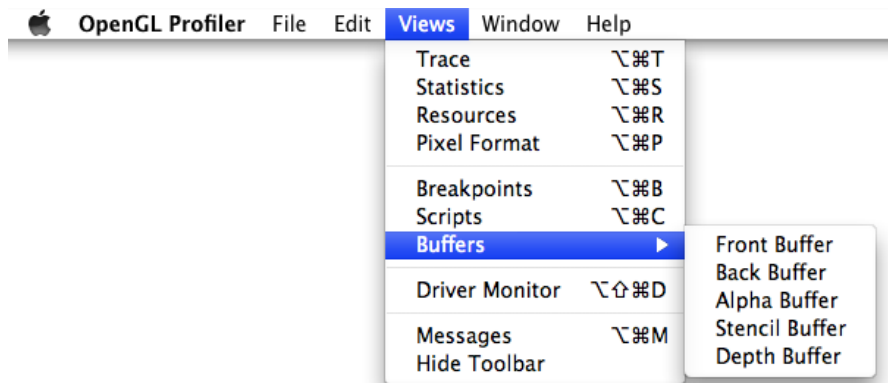 OpenGL Profiler File Edit Views Window Help
Trace ⌥⌘T
Statistics ⌥⌘S
Resources ⌥⌘R
Pixel Format ⌥⌘P
Breakpoints ⌥⌘B
Scripts ⌥⌘C
Buffers ▶
Front Buffer
Back Buffer
Alpha Buffer
Stencil Buffer
Depth Buffer
Driver Monitor ⌥⇧⌘D
Messages ⌥⌘M
Hide Toolbar